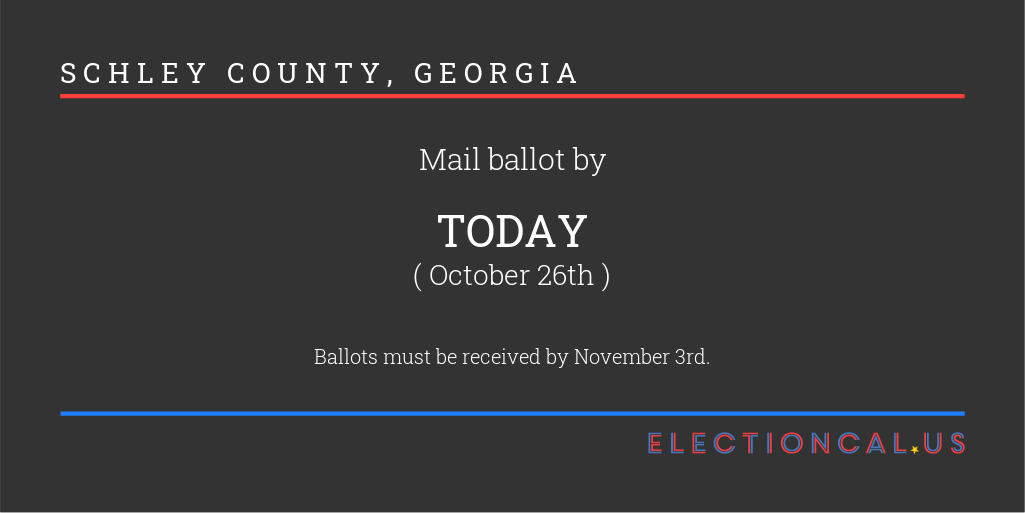 SCHLEY COUNTY, GEORGIA
Mail ballot by
TODAY
( October 26th )
Ballots must be received by November 3rd.
ELECTIONCAL.US